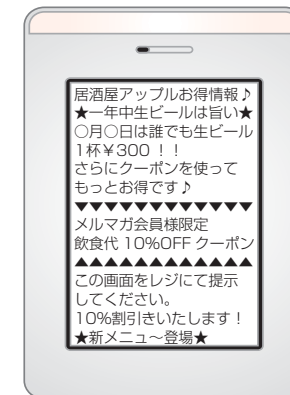 居酒屋アップルお得情報♪
★一年中生ビールは旨い★
○月○日は誰でも生ビール
1杯￥300 ！！
さらにクーポンを使って
もっとお得です♪
▼▼▼▼▼▼▼▼▼▼▼▼
メルマガ会員様限定
飲食代 10%OFF クーポン
▲▲▲▲▲▲▲▲▲▲▲▲
この画面をレジにて提示
してください。
10%割引きいたします！
★新メニュ～登場★